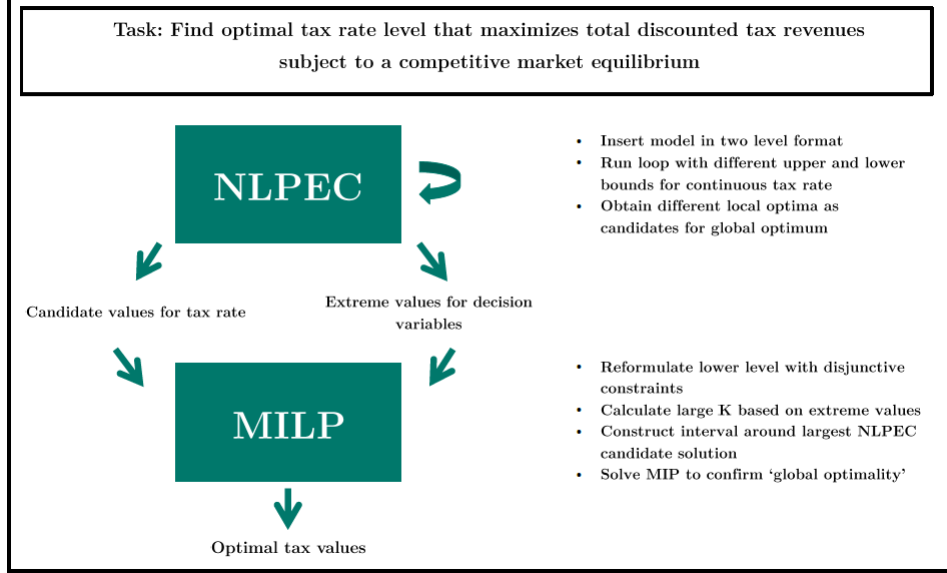 Task: Find optimal tax rate level that maximizes total discounted tax revenues
subject to a competitive market equilibrium
NLPEC
• Insert model in two level format
• Run loop with different upper and lower
bounds for continuous tax rate
• Obtain different local optima as
candidates for global optimum
Candidate values for tax rate
Extreme values for decision
variables
MILP
• Reformulate lower level with disjunctive
constraints
• Calculate large K based on extreme values
• Construct interval around largest NLPEC
candidate solution
• Solve MIP to confirm ‘global optimality’
Optimal tax values